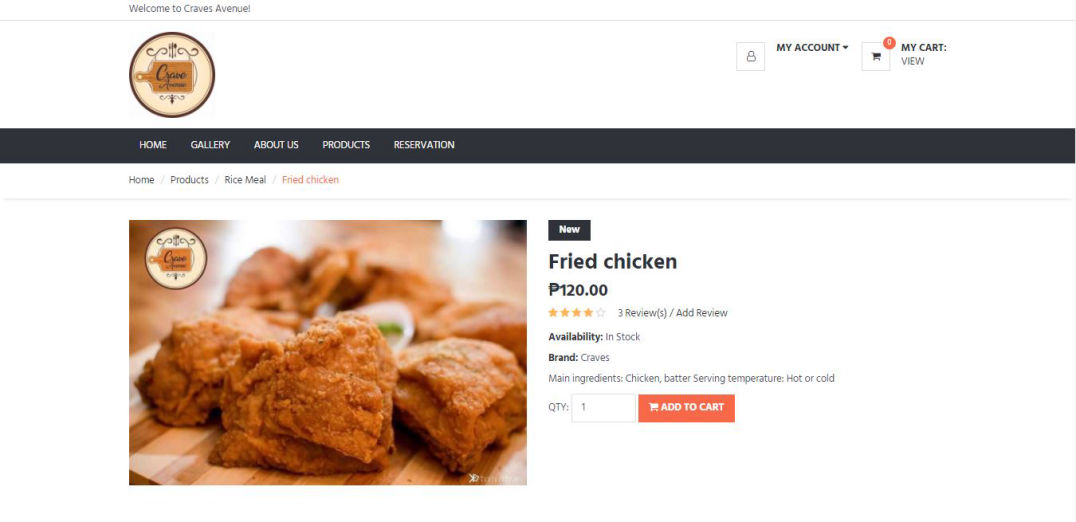 Welcome to Craves Avenue!
Crave
Avenue
MY ACCOUNT
0
MY CART:
VIEW
HOME GALLERY ABOUT US PRODUCTS RESERVATION
Home / Products / Rice Meal / Fried chicken
Crave
Avenue
New
Fried chicken
₱120.00
3 Review(s) / Add Review
Availability: In Stock
Brand: Craves
Main ingredients: Chicken, batter Serving temperature: Hot or cold
QTY: 1 ADD TO CART